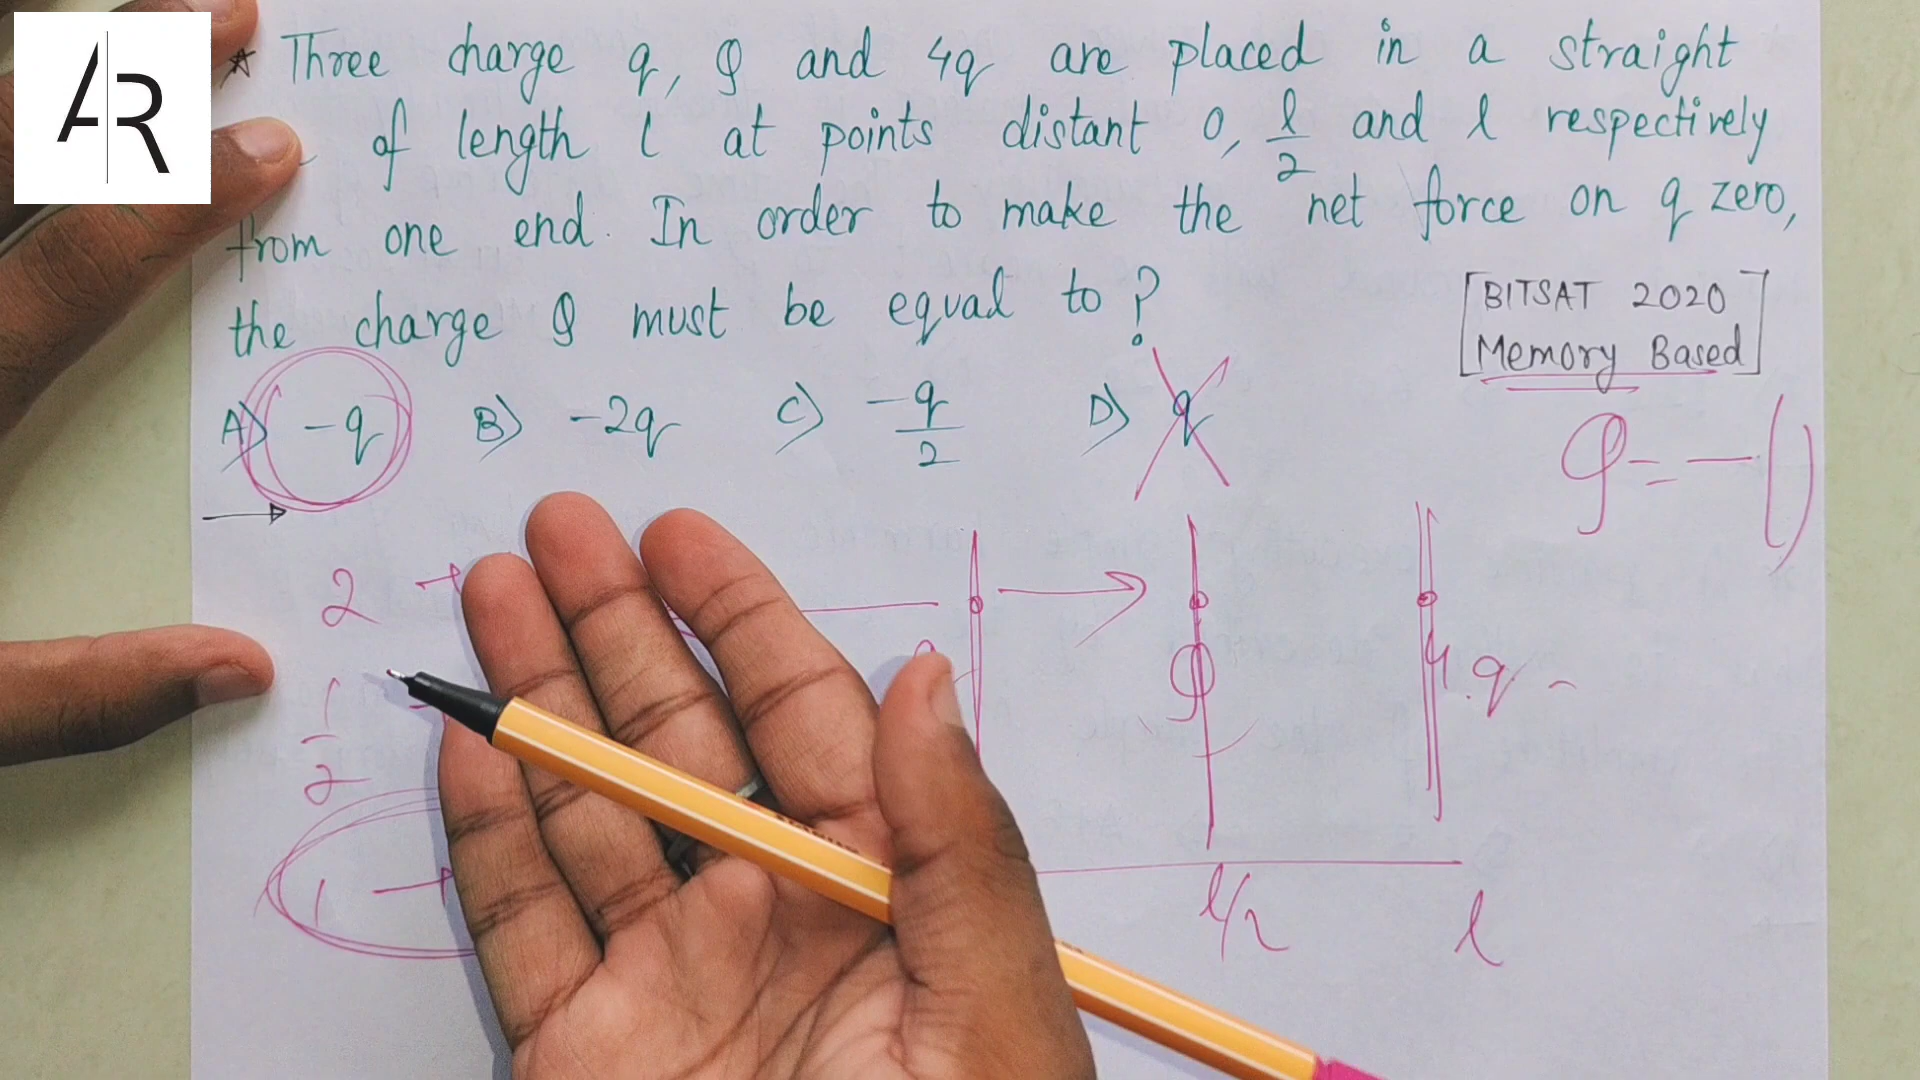 AR
* Three charge q, Q and 4q are placed in a straight
of length l at points distant 0, l/2 and l respectively
from one end. In order to make the net force on q zero,
the charge Q must be equal to?
[BITSAT 2020
Memory Based]
A) -q B) -2q C) -q/2 D) q
Q = -( )
2 →
1/2
1 →
Q
4q
l/2 l